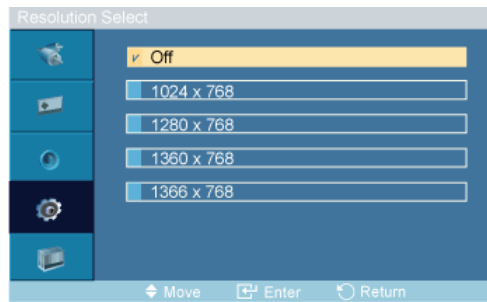 Resolution Select
Off
1024 x 768
1280 x 768
1360 x 768
1366 x 768
Move Enter Return